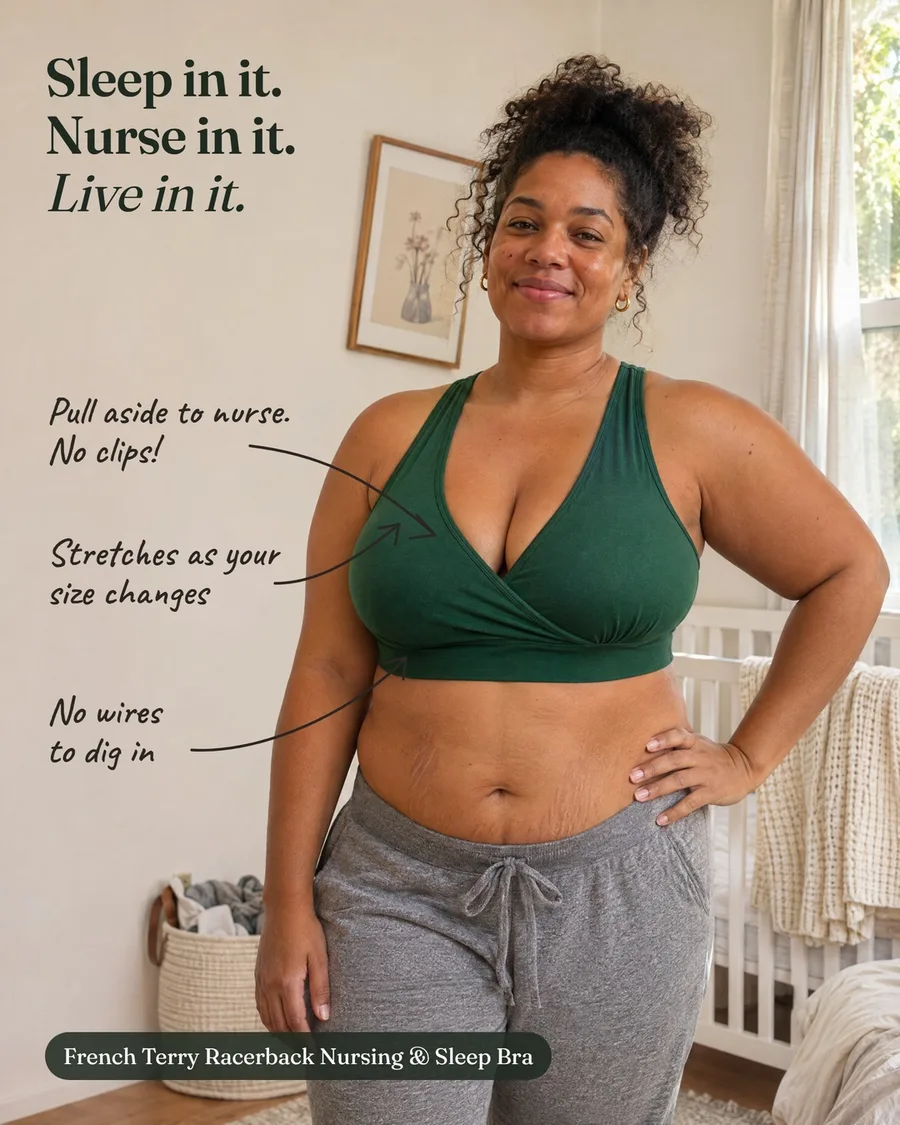 Sleep in it.
Nurse in it.
Live in it.
Pull aside to nurse.
No clips!
Stretches as your
size changes
No wires
to dig in
French Terry Racerback Nursing & Sleep Bra